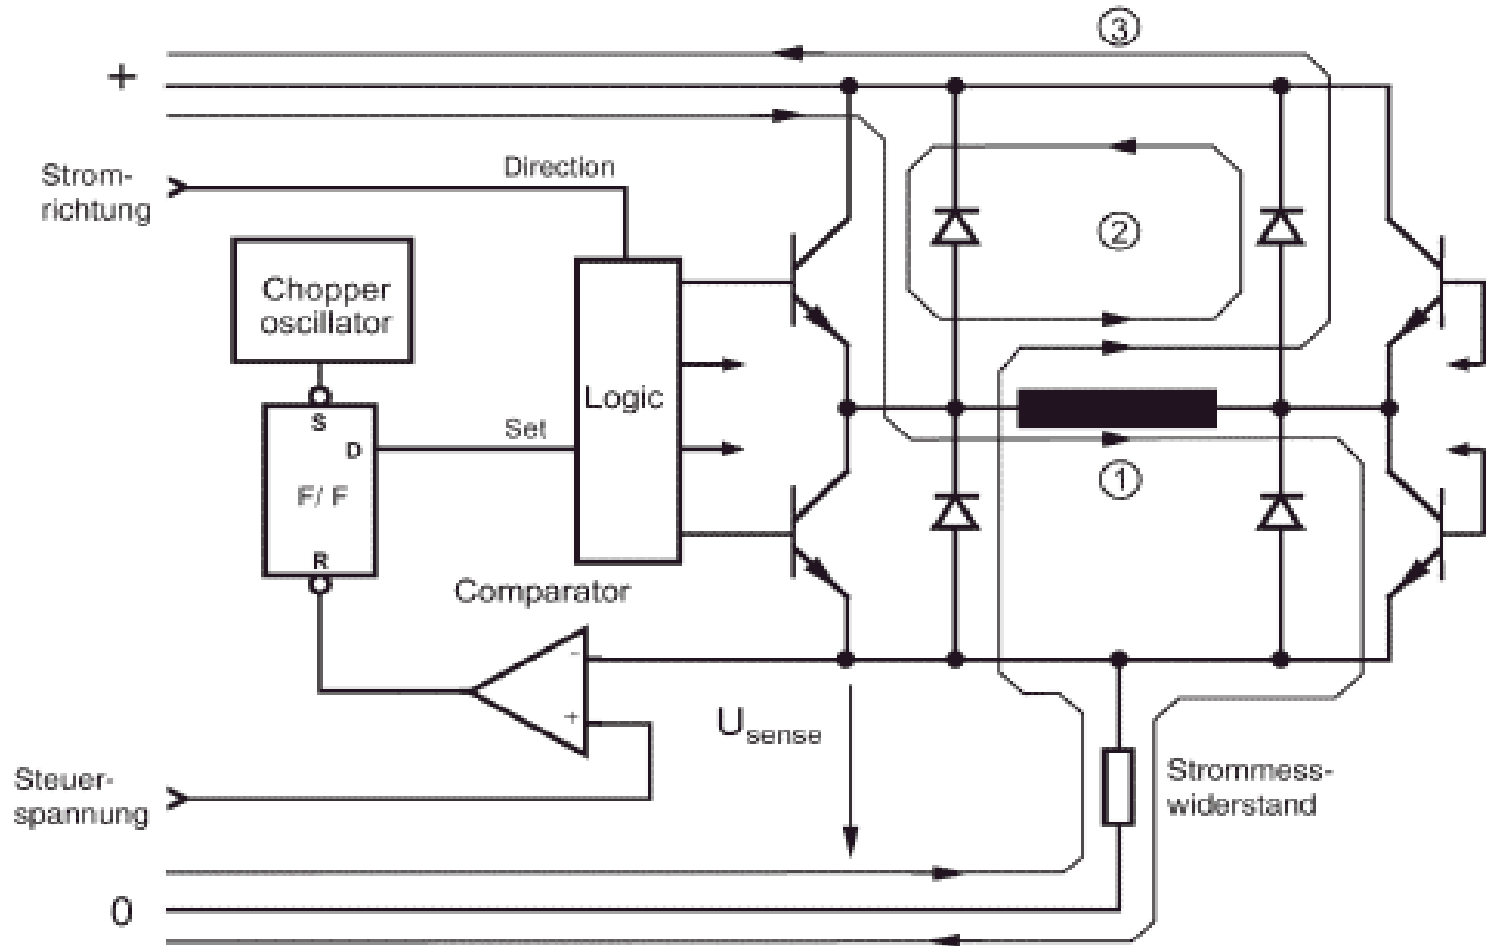 ③
+
Strom-
richtung
Direction
②
Chopper
oscillator
Logic
S
D
Set
F/ F
①
R
Comparator
-
+
Usense
Steuer-
spannung
Strommess-
widerstand
0